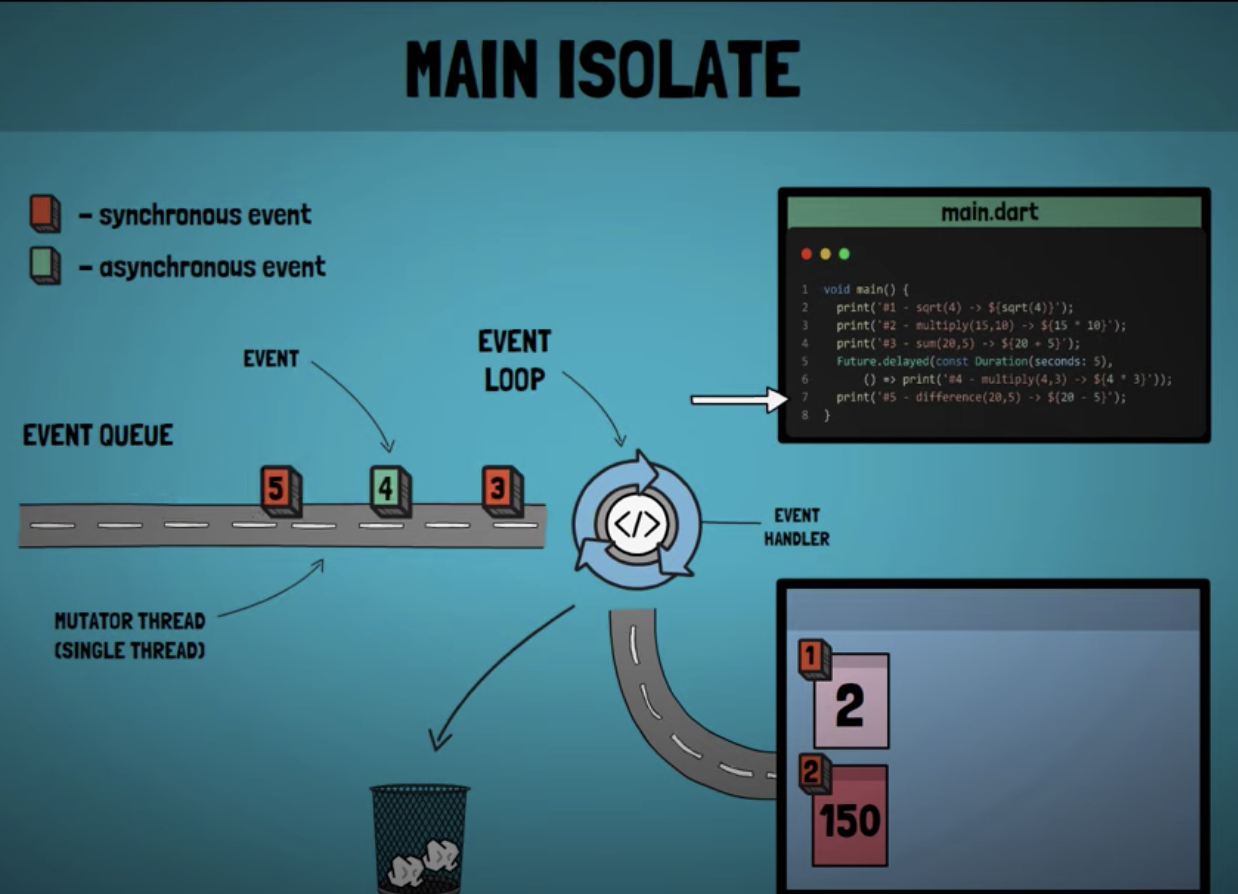 MAIN ISOLATE
– synchronous event
– asynchronous event
EVENT
EVENT
LOOP
EVENT QUEUE
5
4
3
</>
EVENT
HANDLER
MUTATOR THREAD
(SINGLE THREAD)
main.dart
1 void main() {
2 print('#1 - sqrt(4) -> ${sqrt(4)}');
3 print('#2 - multiply(15,10) -> ${15 * 10}');
4 print('#3 - sum(20,5) -> ${20 + 5}');
5 Future.delayed(const Duration(seconds: 5),
6 () => print('#4 - multiply(4,3) -> ${4 * 3}'));
7 print('#5 - difference(20,5) -> ${20 - 5}');
8 }
1
2
2
150